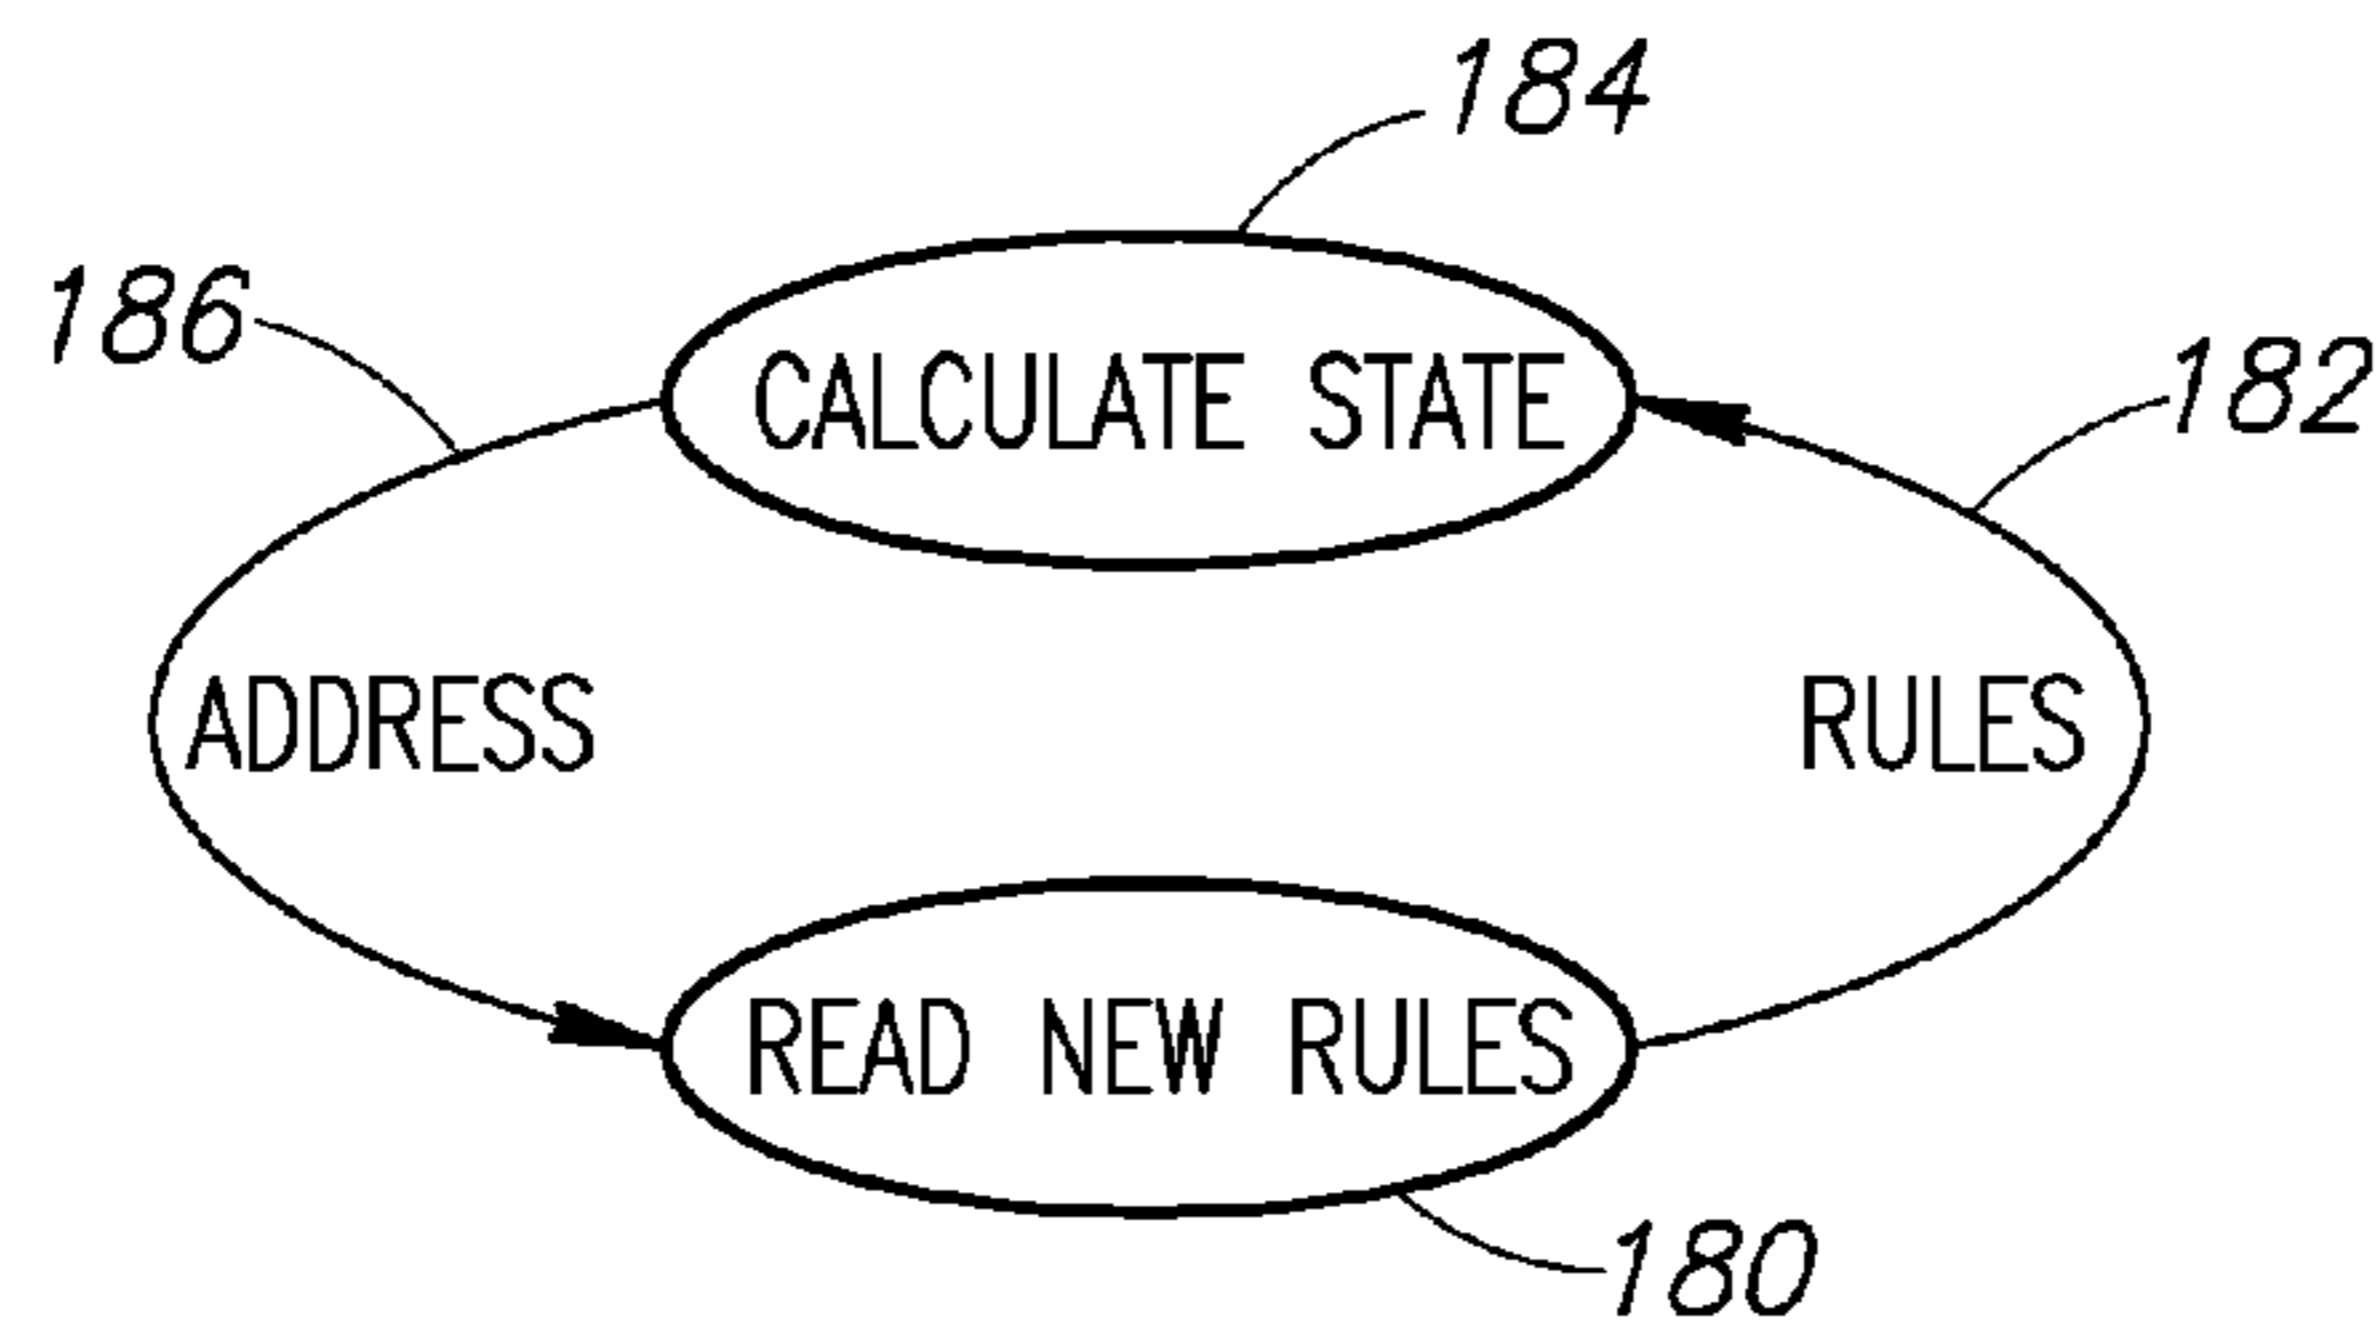 184
186
CALCULATE STATE
182
ADDRESS
RULES
READ NEW RULES
180